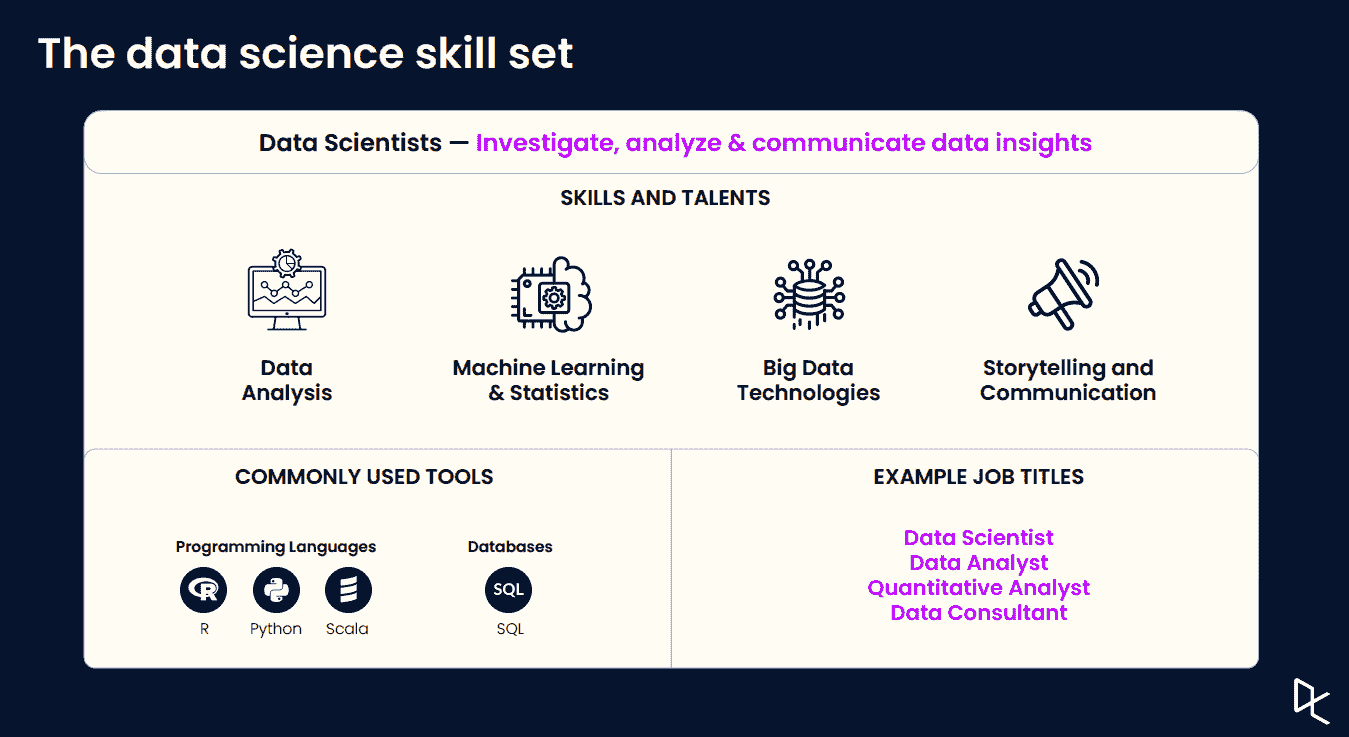 The data science skill set
Data Scientists — Investigate, analyze & communicate data insights
SKILLS AND TALENTS
Data
Analysis
Machine Learning
& Statistics
Big Data
Technologies
Storytelling and
Communication
COMMONLY USED TOOLS
Programming Languages
R
Python
Scala
Databases
SQL
SQL
EXAMPLE JOB TITLES
Data Scientist
Data Analyst
Quantitative Analyst
Data Consultant